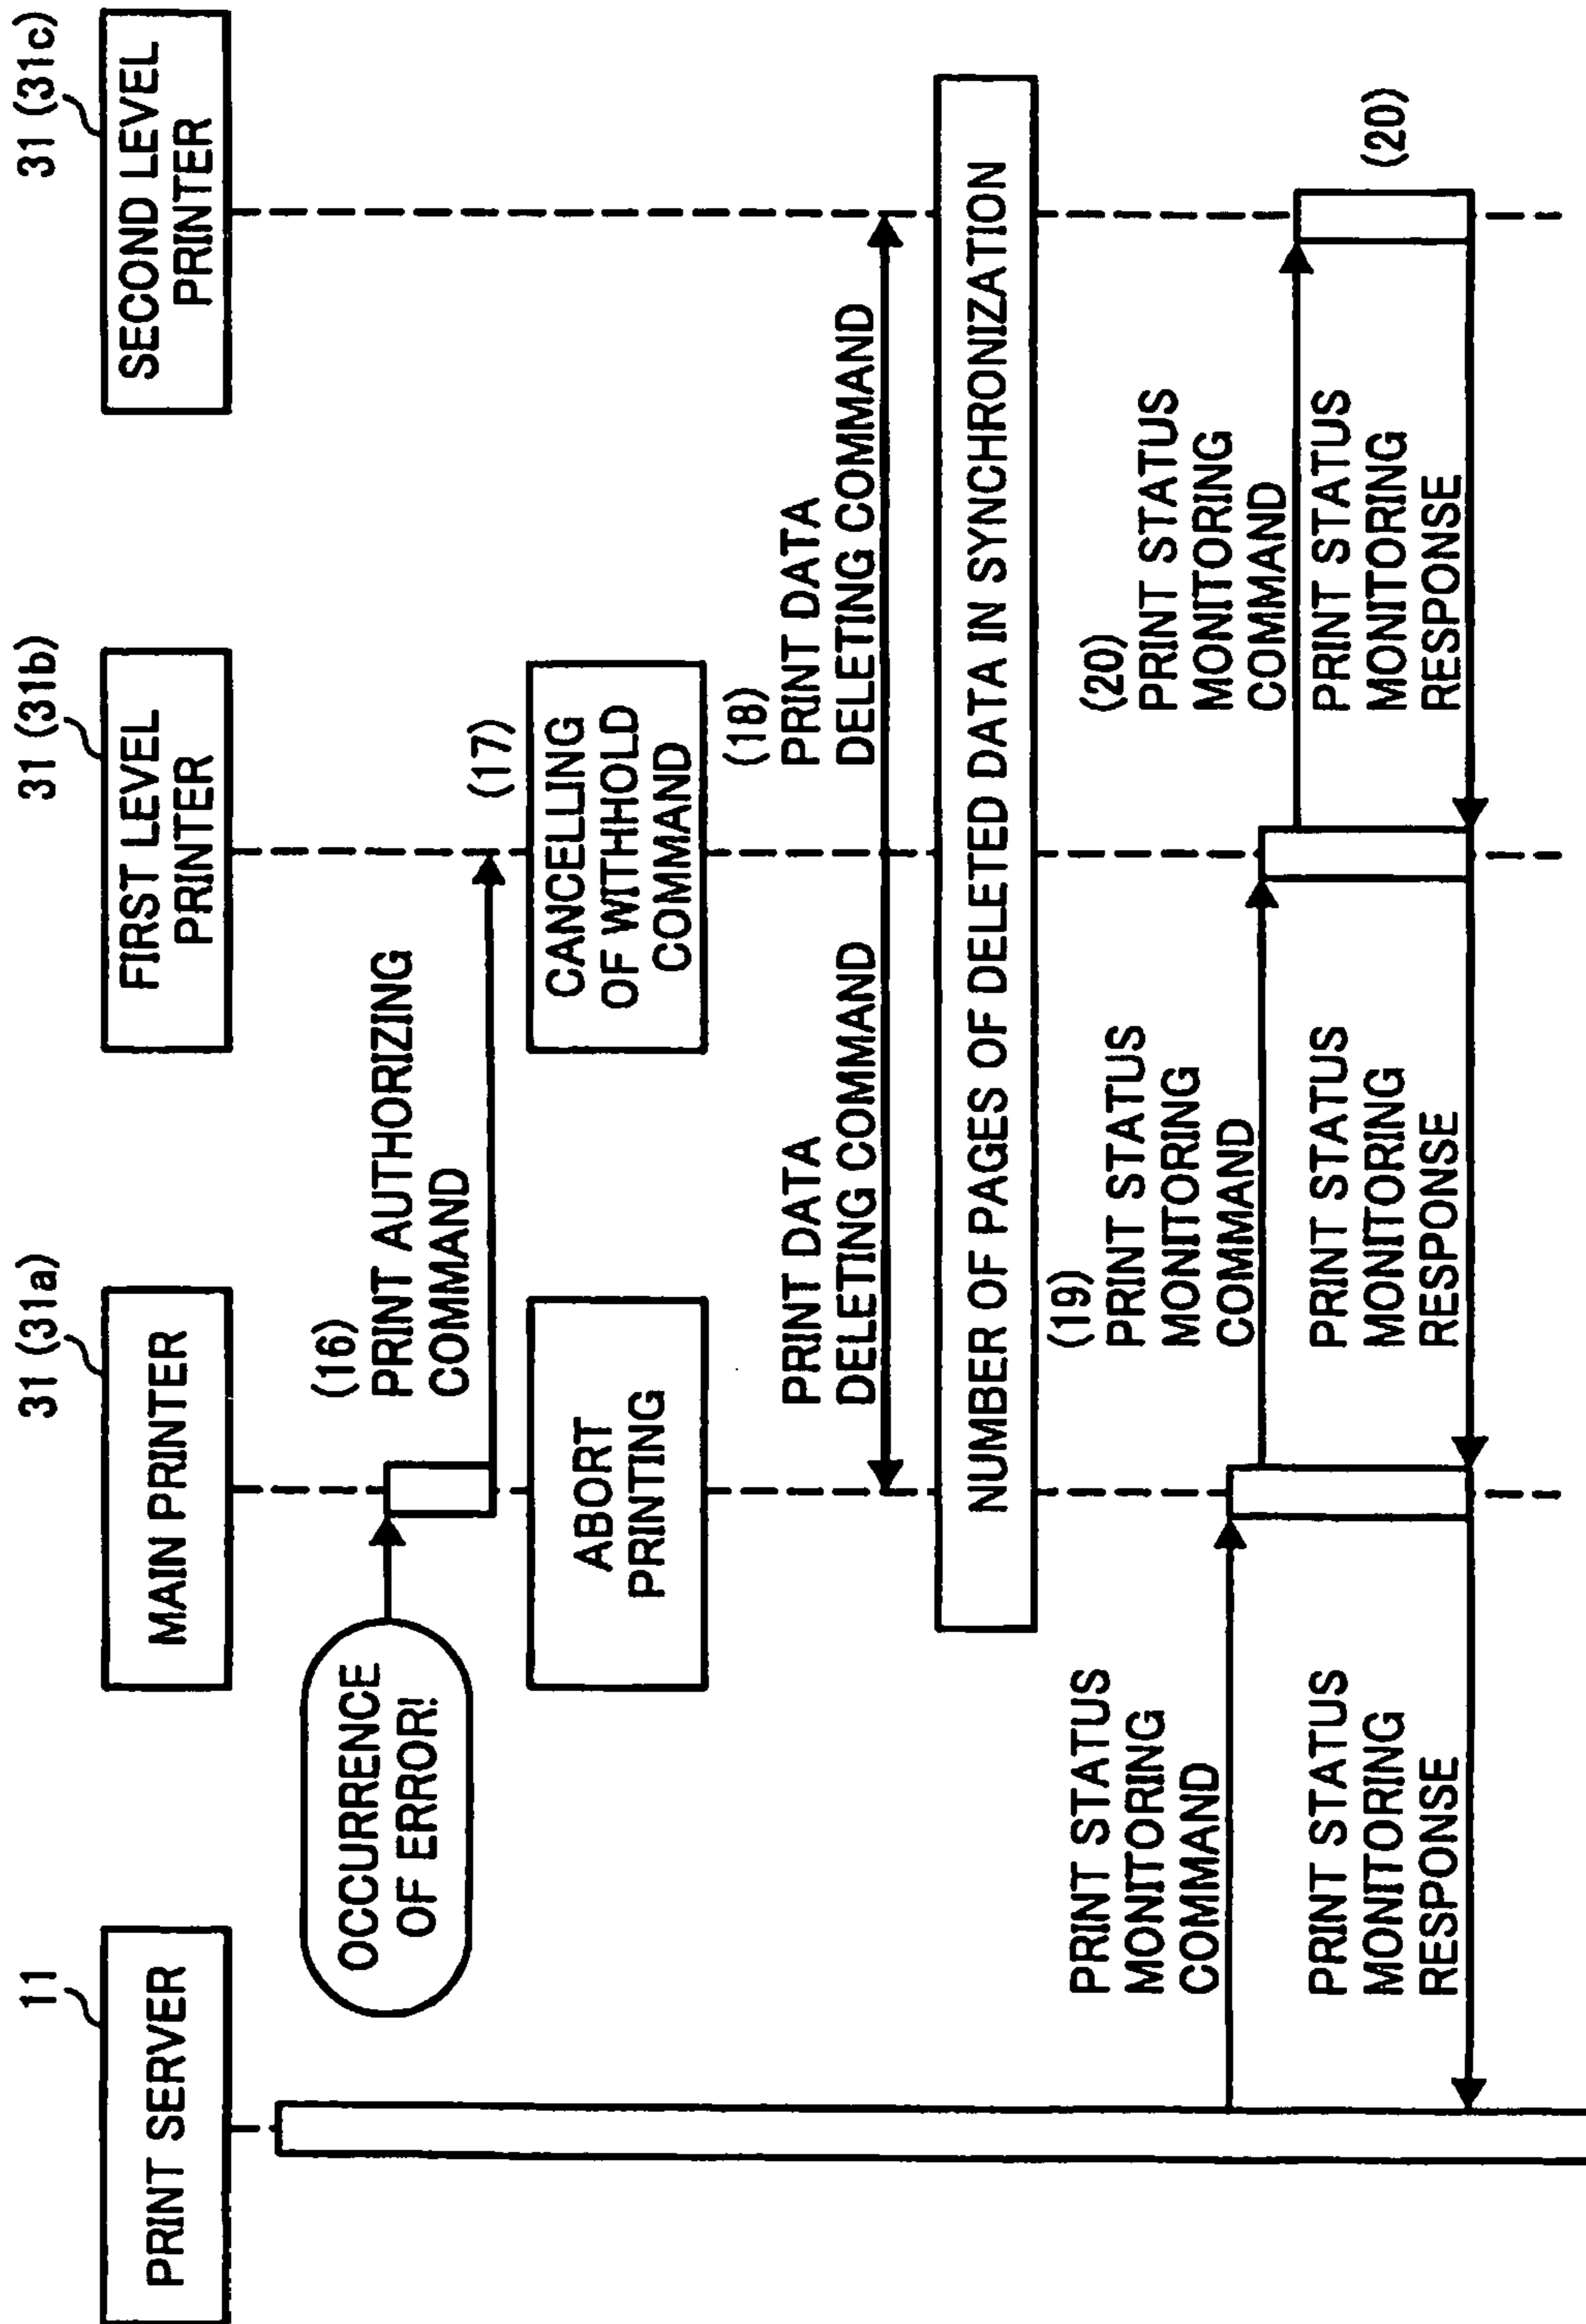 11
PRINT SERVER
31 (31a)
MAIN PRINTER
31 (31b)
FIRST LEVEL
PRINTER
31 (31c)
SECOND LEVEL
PRINTER
OCCURRENCE
OF ERROR!
(16)
PRINT AUTHORIZING
COMMAND
(17)
ABORT
PRINTING
CANCELLING
OF WITHHOLD
COMMAND
PRINT DATA
DELETING COMMAND
(18)
PRINT DATA
DELETING COMMAND
NUMBER OF PAGES OF DELETED DATA IN SYNCHRONIZATION
PRINT STATUS
MONITORING
COMMAND
(19)
PRINT STATUS
MONITORING
COMMAND
(20)
PRINT STATUS
MONITORING
COMMAND
PRINT STATUS
MONITORING
RESPONSE
PRINT STATUS
MONITORING
RESPONSE
PRINT STATUS
MONITORING
RESPONSE
(20)